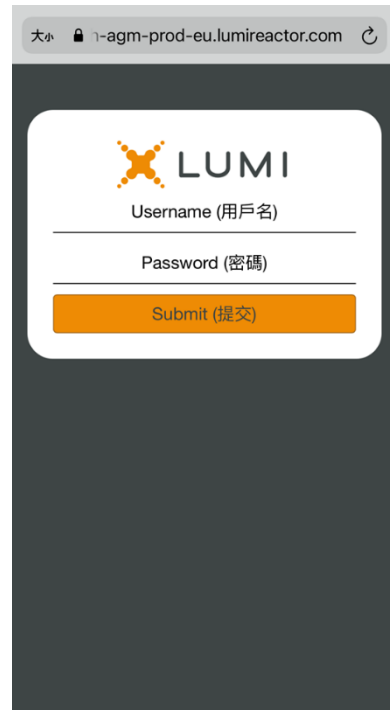 大小 -agm-prod-eu.lumireactor.com
LUMI
Username (用戶名)
Password (密碼)
Submit (提交)